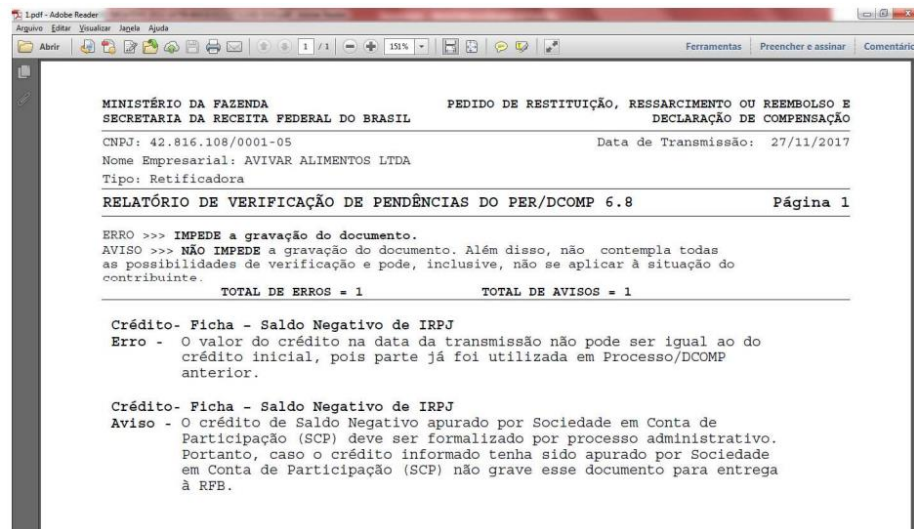 1.pdf - Adobe Reader
Arquivo Editar Visualizar Janela Ajuda
Abrir 1 / 1 151% Ferramentas Preencher e assinar Comentário
MINISTÉRIO DA FAZENDA PEDIDO DE RESTITUIÇÃO, RESSARCIMENTO OU REEMBOLSO E
SECRETARIA DA RECEITA FEDERAL DO BRASIL DECLARAÇÃO DE COMPENSAÇÃO
CNPJ: 42.816.108/0001-05 Data de Transmissão: 27/11/2017
Nome Empresarial: AVIVAR ALIMENTOS LTDA
Tipo: Retificadora
RELATÓRIO DE VERIFICAÇÃO DE PENDÊNCIAS DO PER/DCOMP 6.8 Página 1
ERRO >>> IMPEDE a gravação do documento.
AVISO >>> NÃO IMPEDE a gravação do documento. Além disso, não contempla todas
as possibilidades de verificação e pode, inclusive, não se aplicar à situação do
contribuinte.
TOTAL DE ERROS = 1 TOTAL DE AVISOS = 1
Crédito- Ficha - Saldo Negativo de IRPJ
Erro - O valor do crédito na data da transmissão não pode ser igual ao do
crédito inicial, pois parte já foi utilizada em Processo/DCOMP
anterior.
Crédito- Ficha - Saldo Negativo de IRPJ
Aviso - O crédito de Saldo Negativo apurado por Sociedade em Conta de
Participação (SCP) deve ser formalizado por processo administrativo.
Portanto, caso o crédito informado tenha sido apurado por Sociedade
em Conta de Participação (SCP) não grave esse documento para entrega
à RFB.